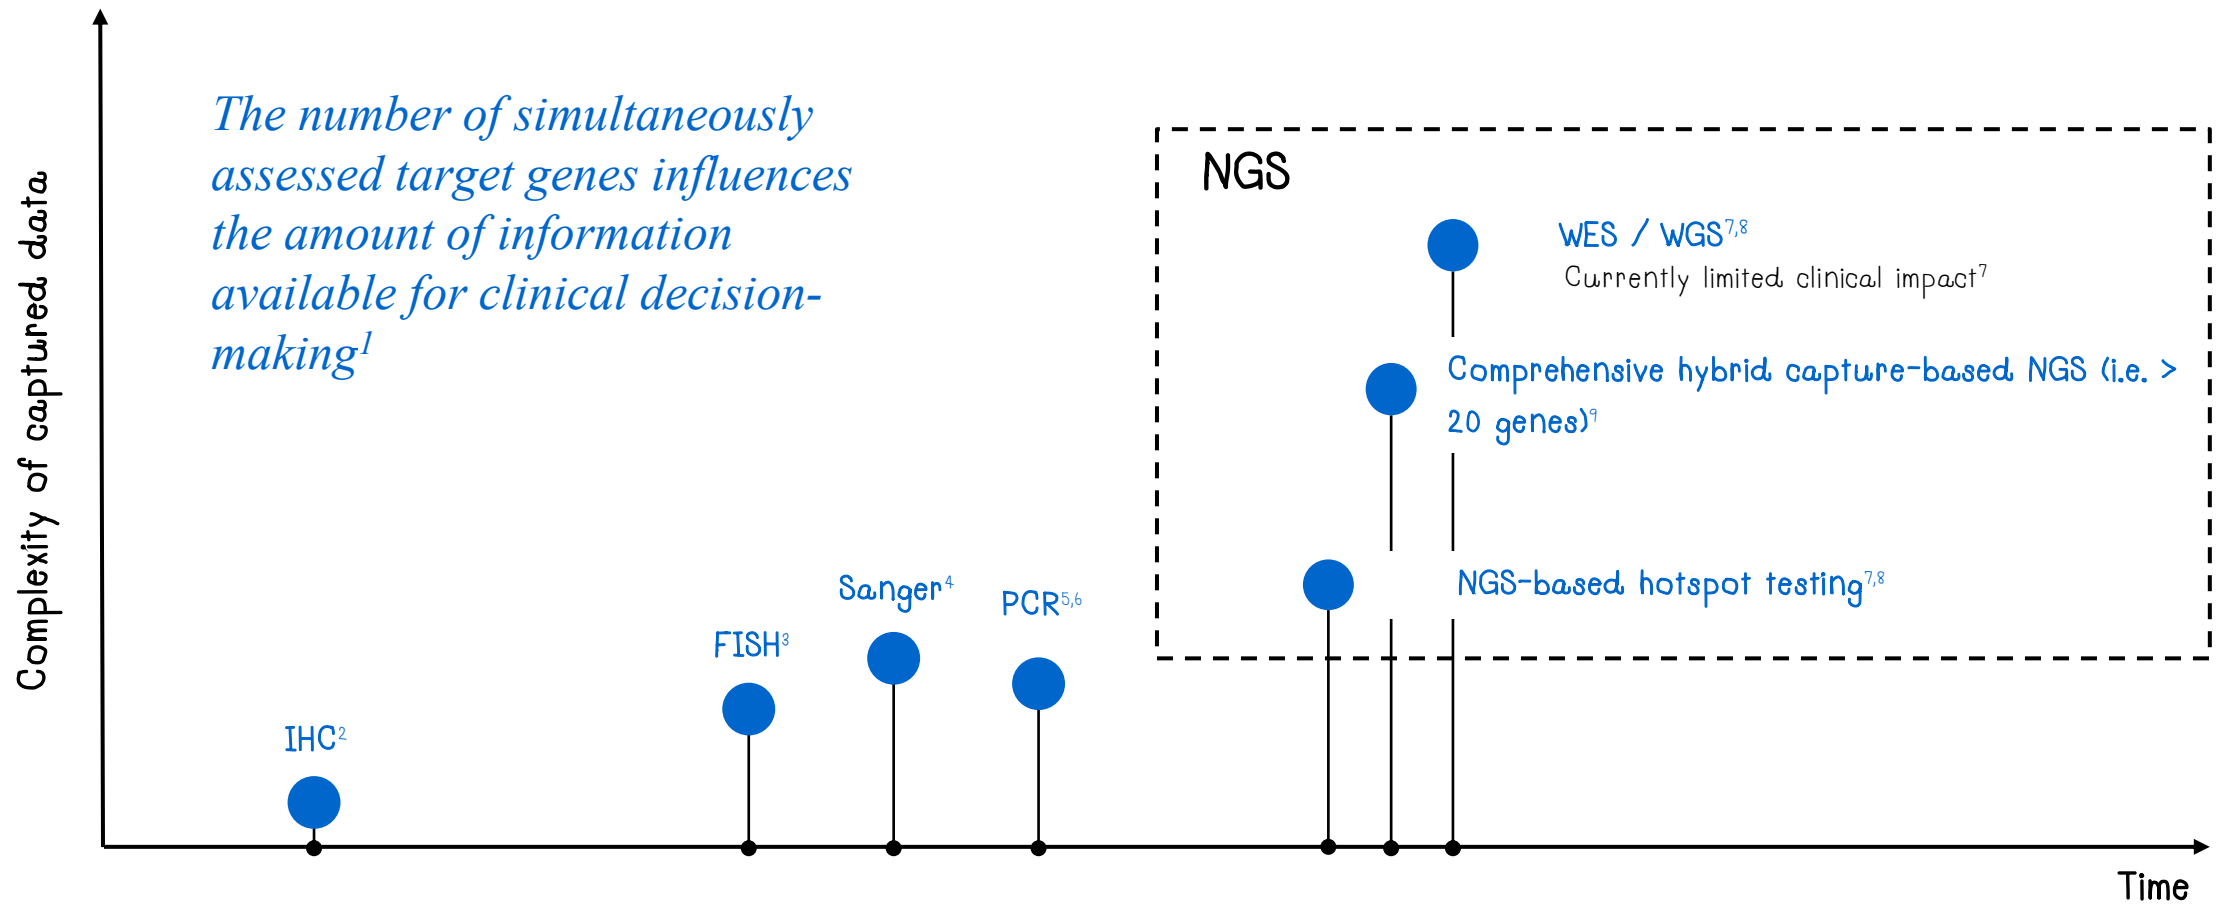 The number of simultaneously
assessed target genes influences
the amount of information
available for clinical decision-
making¹
Complexity of captured data
NGS
WES / WGS⁷,⁸
Currently limited clinical impact⁷
Comprehensive hybrid capture-based NGS (i.e. >
20 genes)⁹
NGS-based hotspot testing⁷,⁸
Sanger⁴
PCR⁵,⁶
FISH³
IHC²
Time